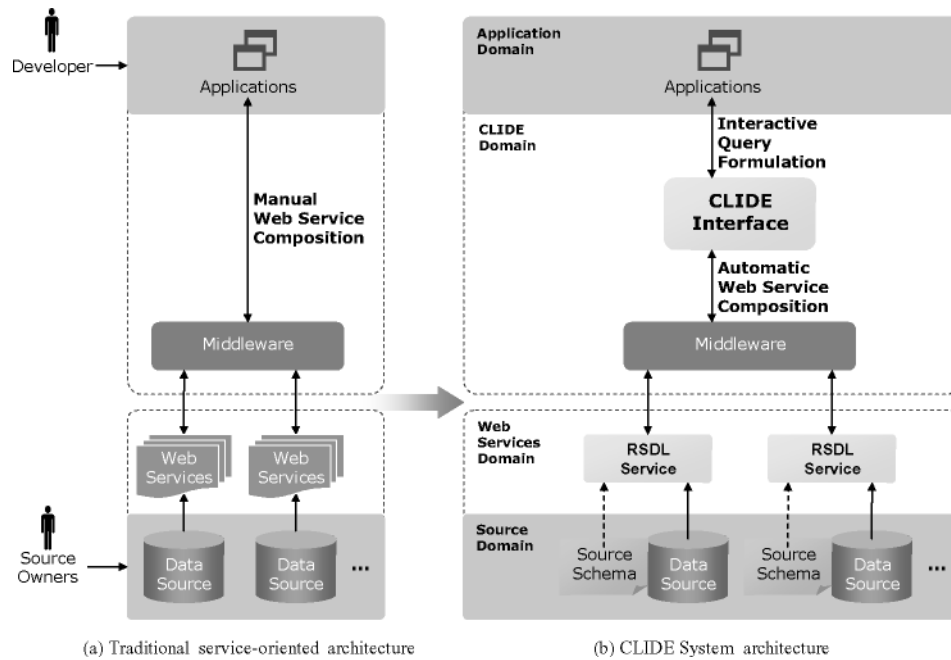 Developer
Applications
Manual
Web Service
Composition
Middleware
Web
Services
Web
Services
Source
Owners
Data
Source
Data
Source
...
(a) Traditional service-oriented architecture
Application
Domain
Applications
CLIDE
Domain
Interactive
Query
Formulation
CLIDE
Interface
Automatic
Web Service
Composition
Middleware
Web
Services
Domain
RSDL
Service
RSDL
Service
Source
Domain
Source
Schema
Data
Source
Source
Schema
Data
Source
...
(b) CLIDE System architecture